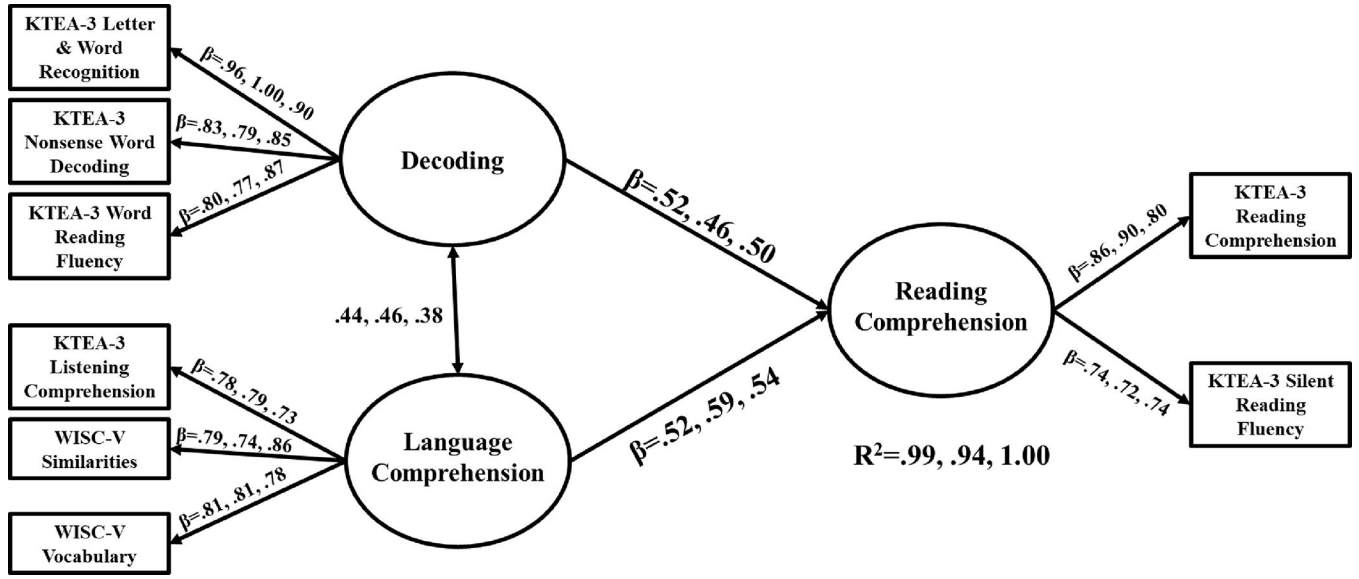 KTEA-3 Letter
& Word
Recognition
β=.96, 1.00, .90
KTEA-3
Nonsense Word
Decoding
β=.83, .79, .85
KTEA-3 Word
Reading
Fluency
β=.80, .77, .87
Decoding
β=.52, .46, .50
.44, .46, .38
KTEA-3
Listening
Comprehension
β=.78, .79, .73
WISC-V
Similarities
β=.79, .74, .86
WISC-V
Vocabulary
β=.81, .81, .78
Language
Comprehension
β=.52, .59, .54
Reading
Comprehension
R²=.99, .94, 1.00
β=.86, .90, .80
KTEA-3
Reading
Comprehension
β=.74, .72, .74
KTEA-3 Silent
Reading
Fluency